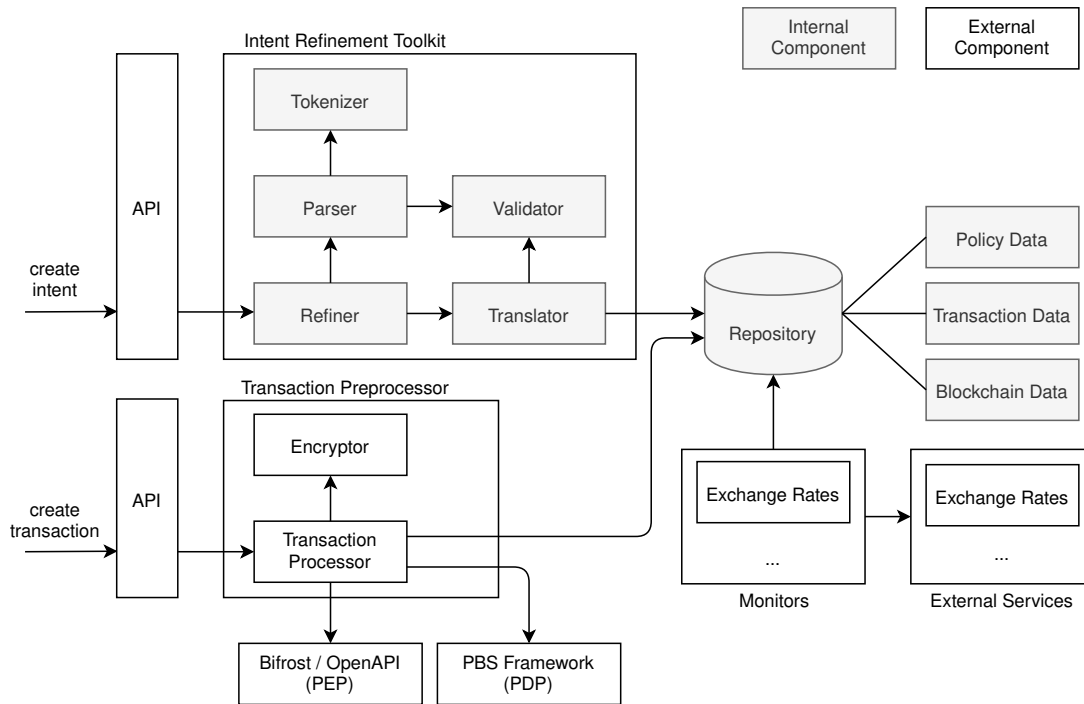 Intent Refinement Toolkit
Internal
Component
External
Component
Tokenizer
API
Parser
Validator
create
intent
Refiner
Translator
Repository
Policy Data
Transaction Data
Blockchain Data
Transaction Preprocessor
Encryptor
API
create
transaction
Transaction
Processor
Exchange Rates
...
Monitors
Exchange Rates
...
External Services
Bifrost / OpenAPI
(PEP)
PBS Framework
(PDP)